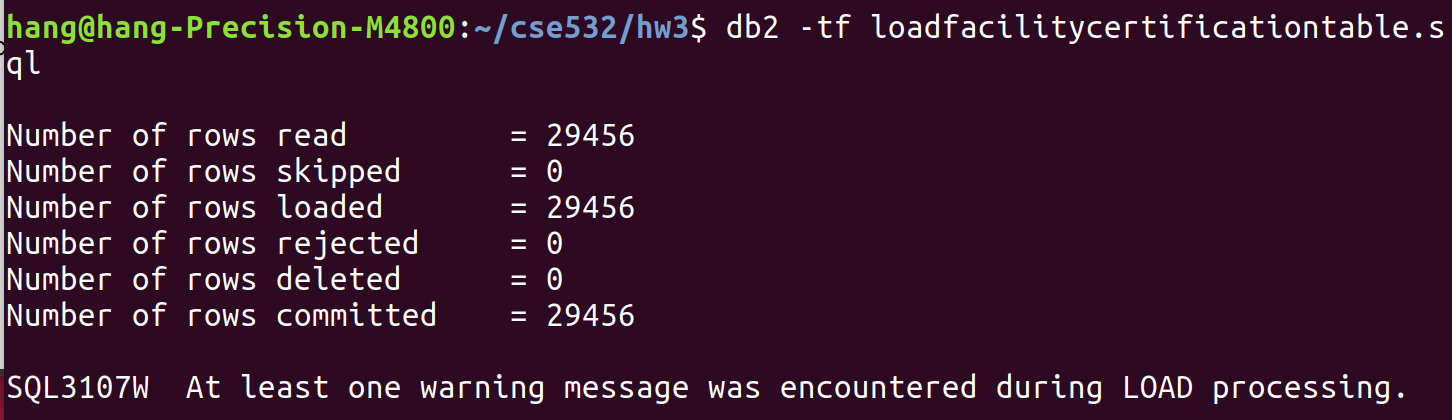 hang@hang-Precision-M4800:~/cse532/hw3$ db2 -tf loadfacilitycertificationtable.s
ql
Number of rows read         = 29456
Number of rows skipped      = 0
Number of rows loaded       = 29456
Number of rows rejected     = 0
Number of rows deleted      = 0
Number of rows committed    = 29456
SQL3107W  At least one warning message was encountered during LOAD processing.